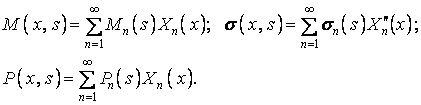 M(x, s) = ∑_{n=1}^{∞} M_n(s) X_n(x); σ(x, s) = ∑_{n=1}^{∞} σ_n(s) X_n''(x);
P(x, s) = ∑_{n=1}^{∞} P_n(s) X_n(x).